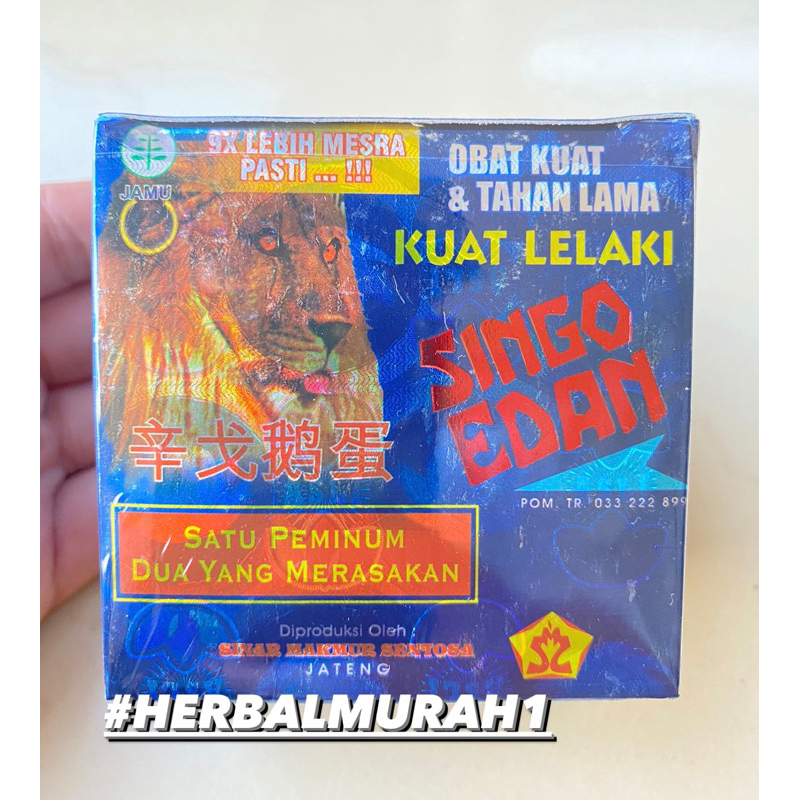 JAMU
9X LEBIH MESRA
PASTI ... !!!
OBAT KUAT
& TAHAN LAMA
KUAT LELAKI
SINGO
EDAN
辛戈鹅蛋
POM. TR. 033 222 899
SATU PEMINUM
DUA YANG MERASAKAN
Diproduksi Oleh :
SINAR MAKMUR SENTOSA
JATENG
#HERBALMURAH1